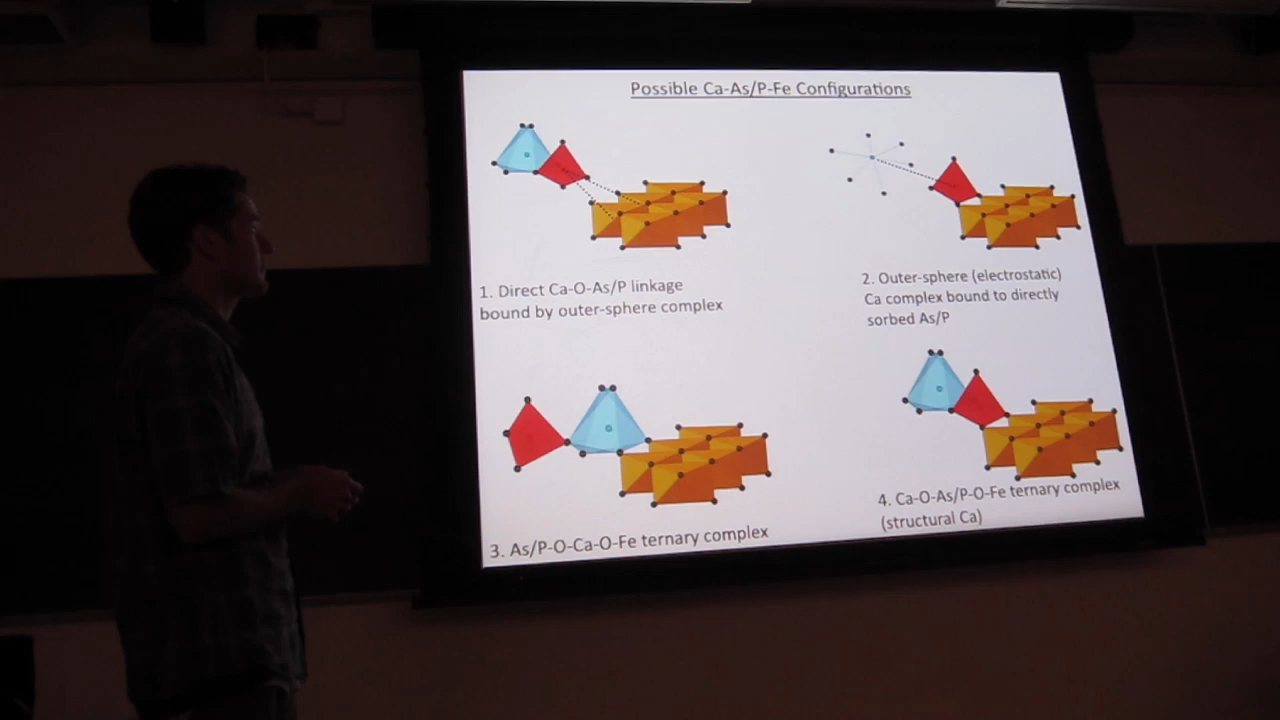 Possible Ca-As/P-Fe Configurations
1. Direct Ca-O-As/P linkage
bound by outer-sphere complex
2. Outer-sphere (electrostatic)
Ca complex bound to directly
sorbed As/P
3. As/P-O-Ca-O-Fe ternary complex
4. Ca-O-As/P-O-Fe ternary complex
(structural Ca)